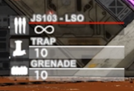 JS103 - LSO
∞
TRAP
10
GRENADE
10